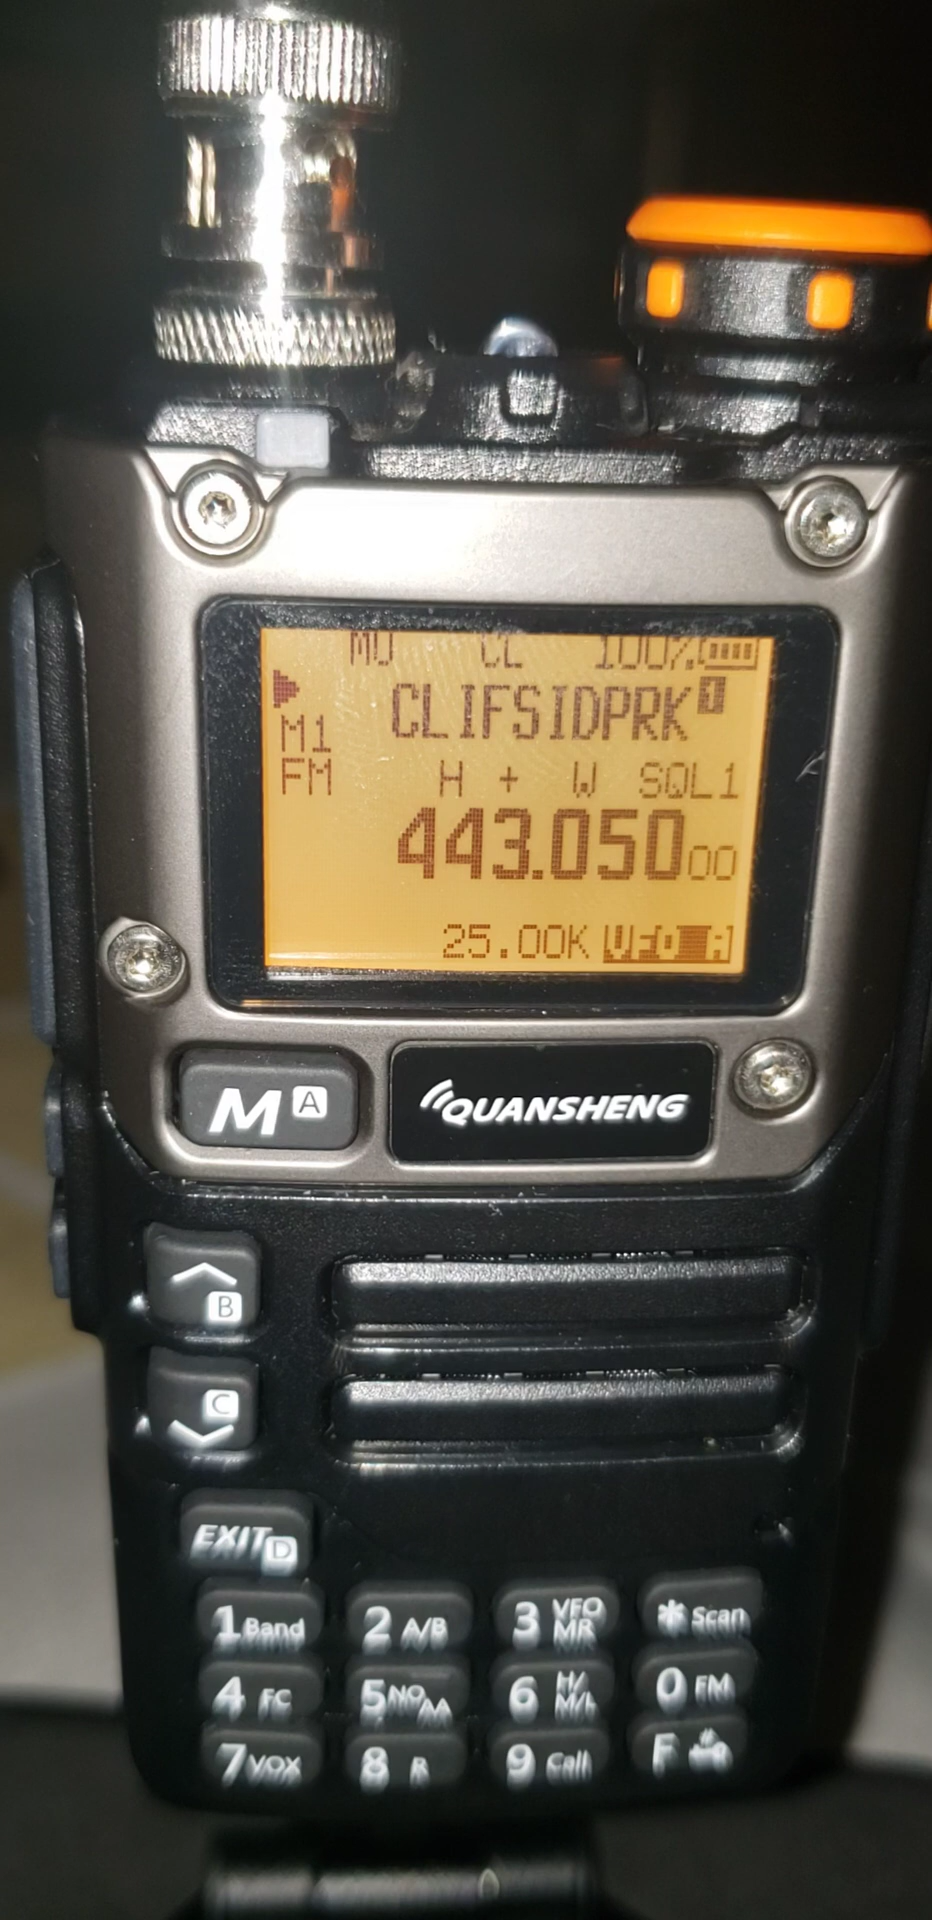 MO CL 100%
CLIFSIDPRK 1
M1
FM H + W SQL1
443.05000
25.00K VFO
M A QUANSHENG
B
C
EXIT D
1 Band 2 A/B 3 VFO MR * Scan
4 FC 5 NOAA 6 H/M/L 0 FM
7 VOX 8 R 9 Call F